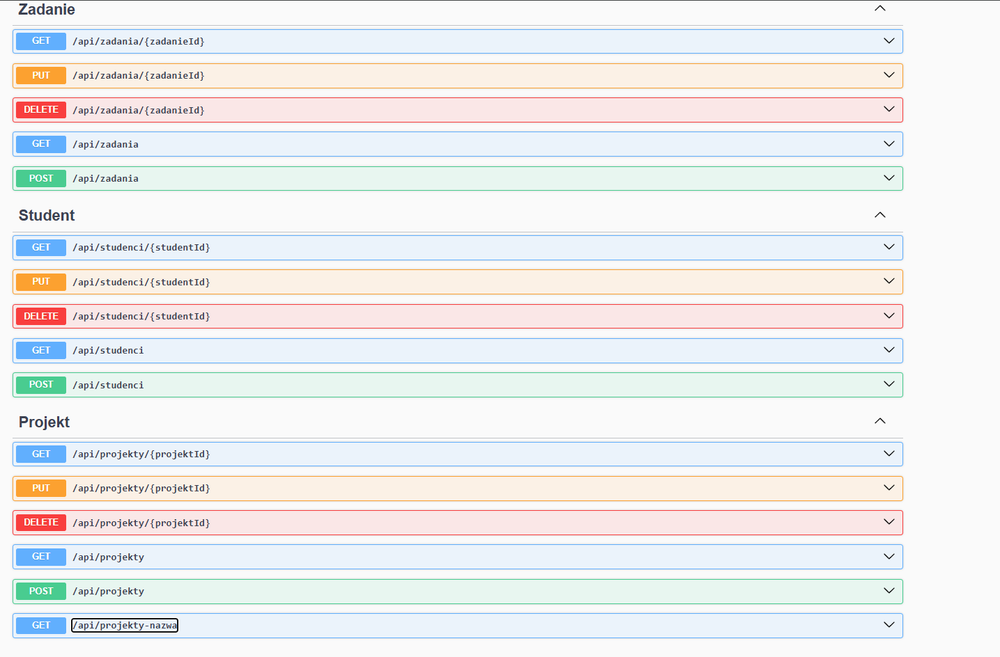 Zadanie
GET /api/zadania/{zadanieId}
PUT /api/zadania/{zadanieId}
DELETE /api/zadania/{zadanieId}
GET /api/zadania
POST /api/zadania
Student
GET /api/studenci/{studentId}
PUT /api/studenci/{studentId}
DELETE /api/studenci/{studentId}
GET /api/studenci
POST /api/studenci
Projekt
GET /api/projekty/{projektId}
PUT /api/projekty/{projektId}
DELETE /api/projekty/{projektId}
GET /api/projekty
POST /api/projekty
GET /api/projekty-nazwa